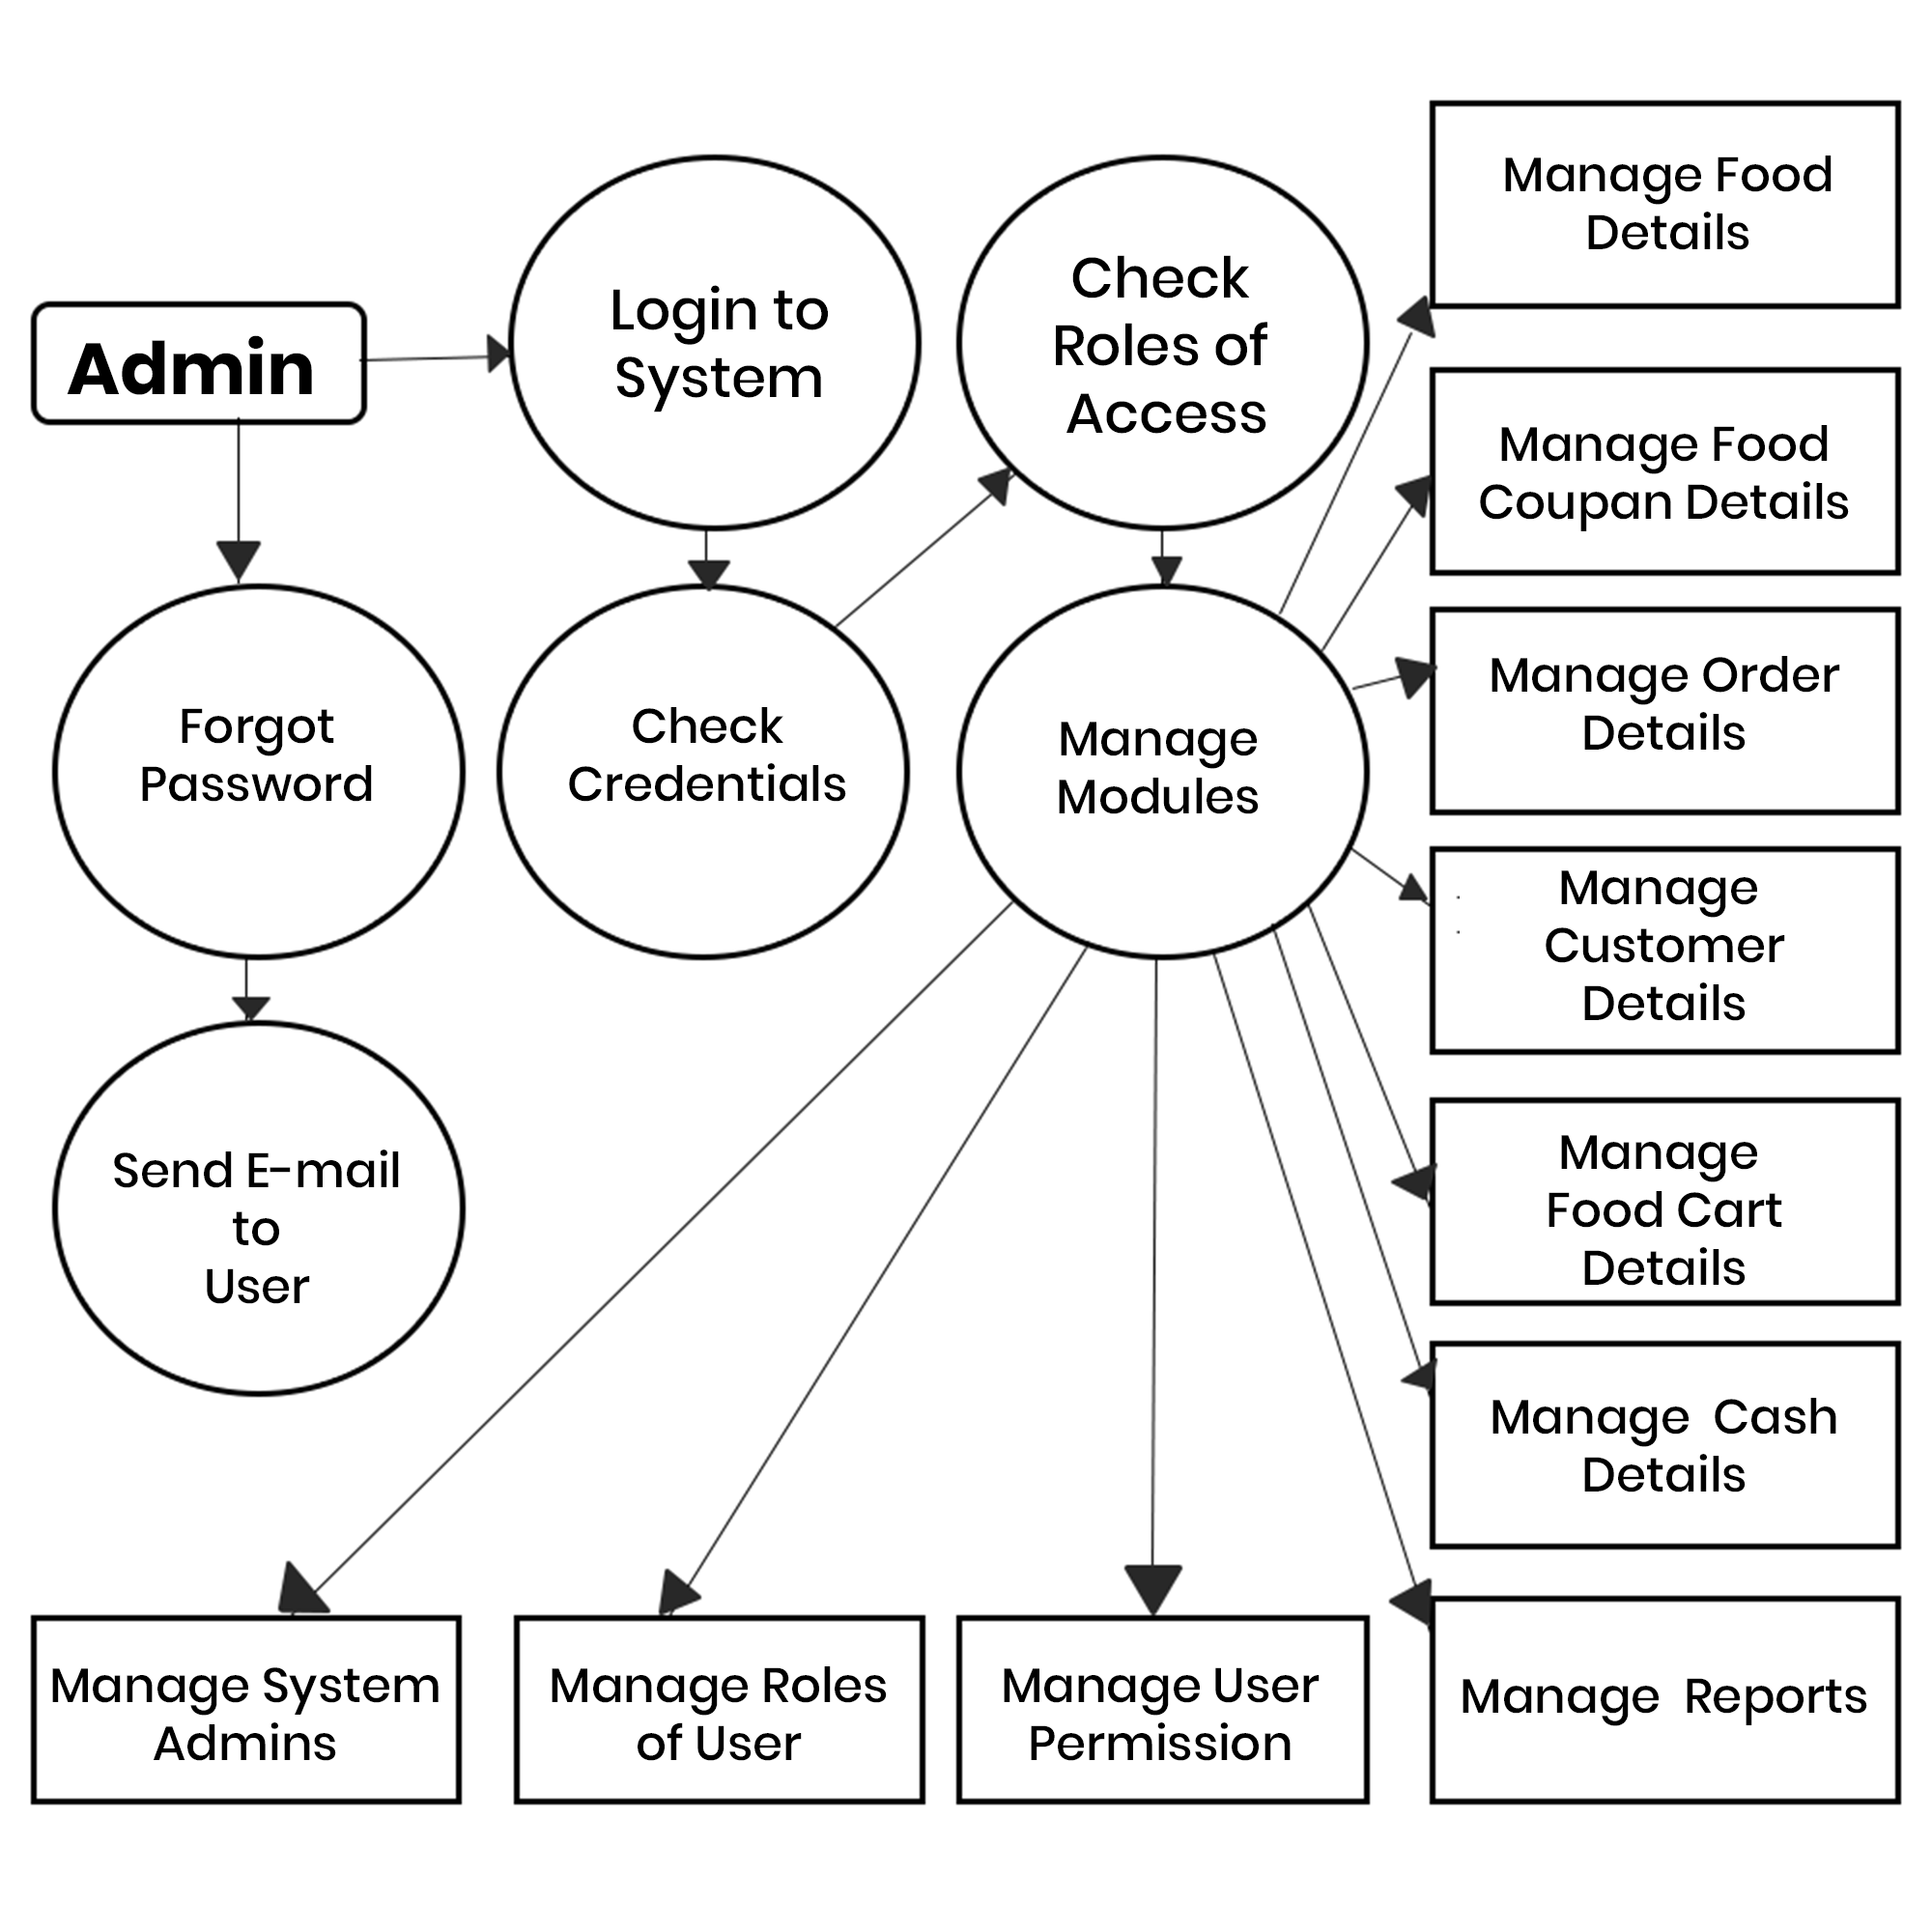 Admin
Login to
System
Check
Roles of
Access
Forgot
Password
Check
Credentials
Manage
Modules
Send E-mail
to
User
Manage Food
Details
Manage Food
Coupan Details
Manage Order
Details
Manage
Customer
Details
Manage
Food Cart
Details
Manage Cash
Details
Manage System
Admins
Manage Roles
of User
Manage User
Permission
Manage Reports